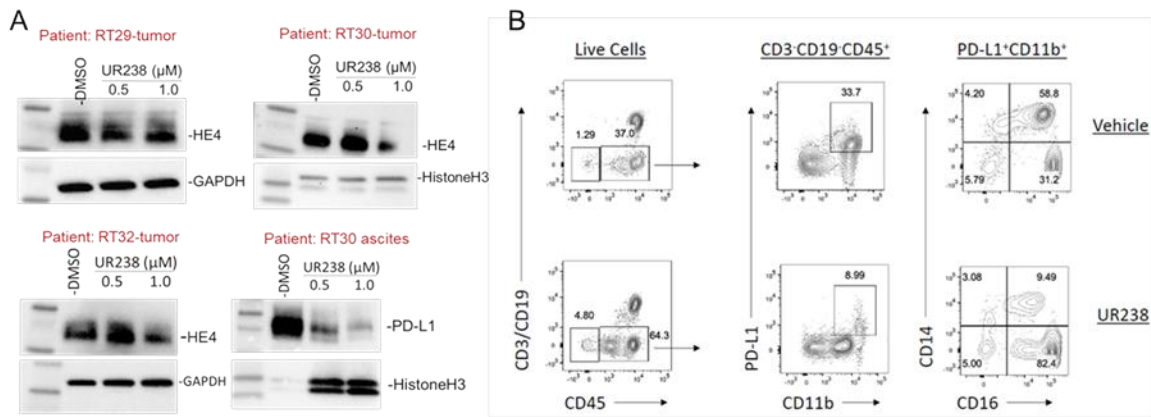 A
Patient: RT29-tumor
-DMSO
UR238 (µM)
0.5 1.0
-HE4
-GAPDH
Patient: RT30-tumor
-DMSO
UR238 (µM)
0.5 1.0
-HE4
-HistoneH3
Patient: RT32-tumor
-DMSO
UR238 (µM)
0.5 1.0
-HE4
-GAPDH
Patient: RT30 ascites
-DMSO
UR238 (µM)
0.5 1.0
-PD-L1
-HistoneH3
B
Live Cells
CD3⁻CD19⁻CD45⁺
PD-L1⁺CD11b⁺
1.29 37.0
33.7
4.20 58.8
5.79 31.2
Vehicle
4.80 64.3
8.99
3.08 9.49
5.00 82.4
UR238
CD3/CD19
CD45
PD-L1
CD11b
CD14
CD16